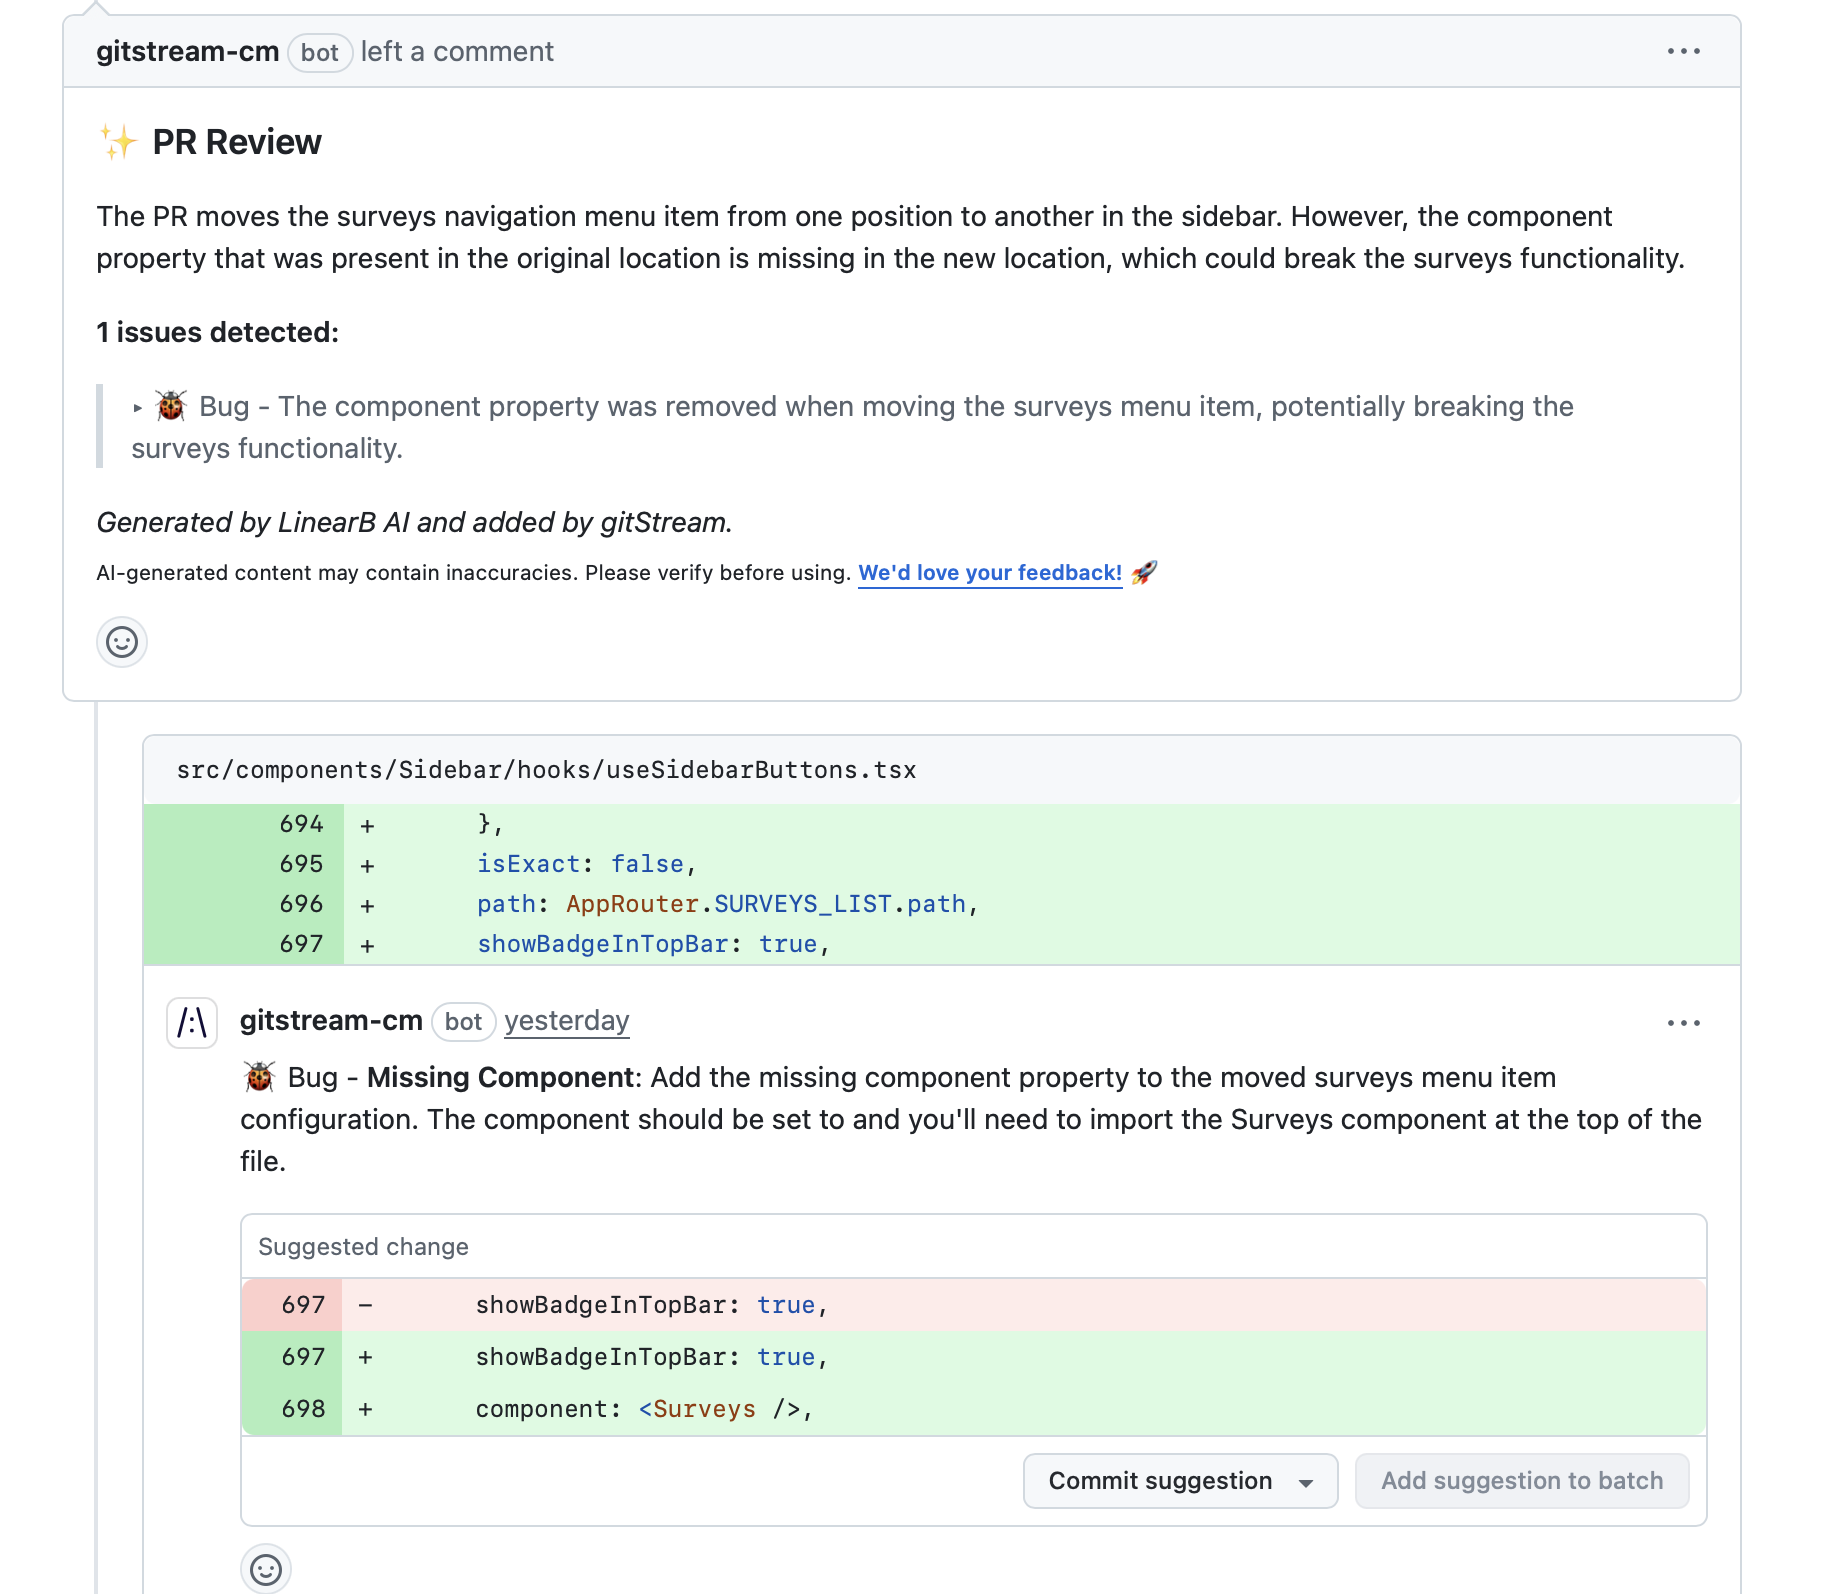 gitstream-cm bot left a comment
✨ PR Review
The PR moves the surveys navigation menu item from one position to another in the sidebar. However, the component
property that was present in the original location is missing in the new location, which could break the surveys functionality.
1 issues detected:
▸ 🐞 Bug - The component property was removed when moving the surveys menu item, potentially breaking the
surveys functionality.
Generated by LinearB AI and added by gitStream.
AI-generated content may contain inaccuracies. Please verify before using. We'd love your feedback! 🚀
src/components/Sidebar/hooks/useSidebarButtons.tsx
694 + },
695 + isExact: false,
696 + path: AppRouter.SURVEYS_LIST.path,
697 + showBadgeInTopBar: true,
/:\ gitstream-cm bot yesterday
🐞 Bug - Missing Component: Add the missing component property to the moved surveys menu item
configuration. The component should be set to and you'll need to import the Surveys component at the top of the
file.
Suggested change
697 - showBadgeInTopBar: true,
697 + showBadgeInTopBar: true,
698 + component: <Surveys />,
Commit suggestion Add suggestion to batch